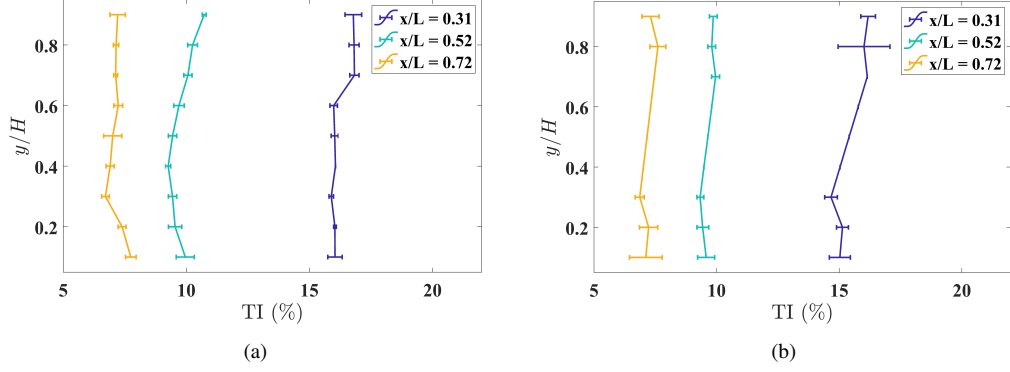 x/L = 0.31
x/L = 0.52
x/L = 0.72
0.8
0.6
0.4
0.2
y/H
5
10
15
20
TI (%)
(a)
x/L = 0.31
x/L = 0.52
x/L = 0.72
0.8
0.6
0.4
0.2
y/H
5
10
15
20
TI (%)
(b)